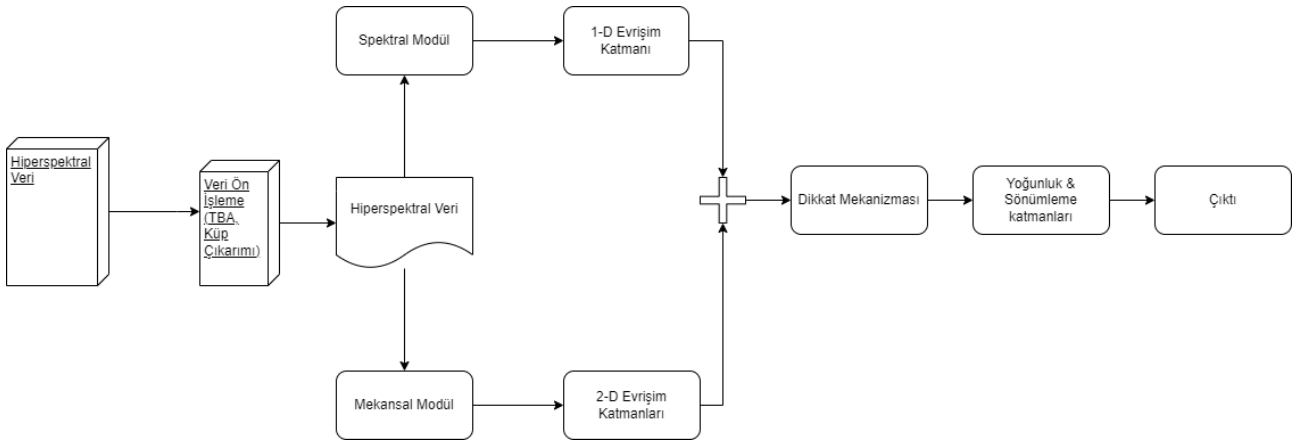 Spektral Modül
1-D Evrişim
Katmanı
Hiperspektral
Veri
Veri Ön
İşleme
(TBA,
Küp
Çıkarımı)
Hiperspektral Veri
Dikkat Mekanizması
Yoğunluk &
Sönümleme
katmanları
Çıktı
Mekansal Modül
2-D Evrişim
Katmanları